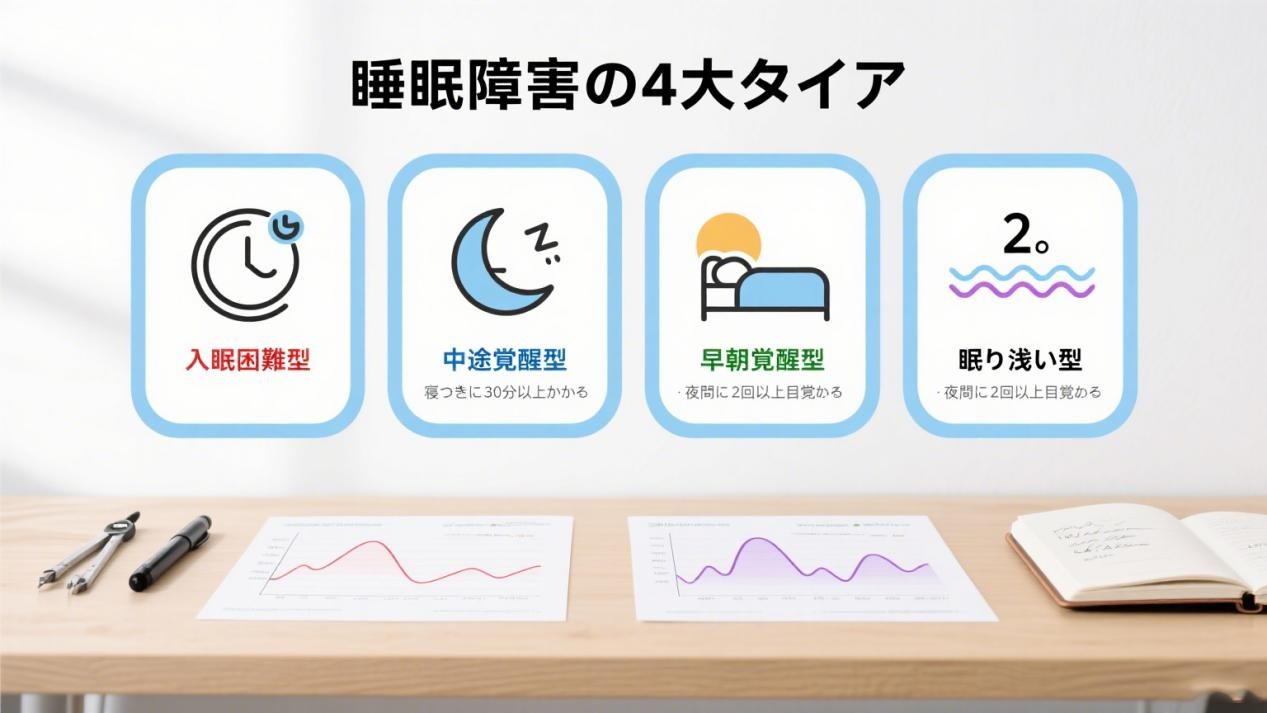 睡眠障害の4大タイア
入眠困難型
中途覚醒型
寝つきに30分以上かかる
早朝覚醒型
・夜間に2回以上目覚かる
2。
眠り浅い型
・夜間に2回以上目覚める